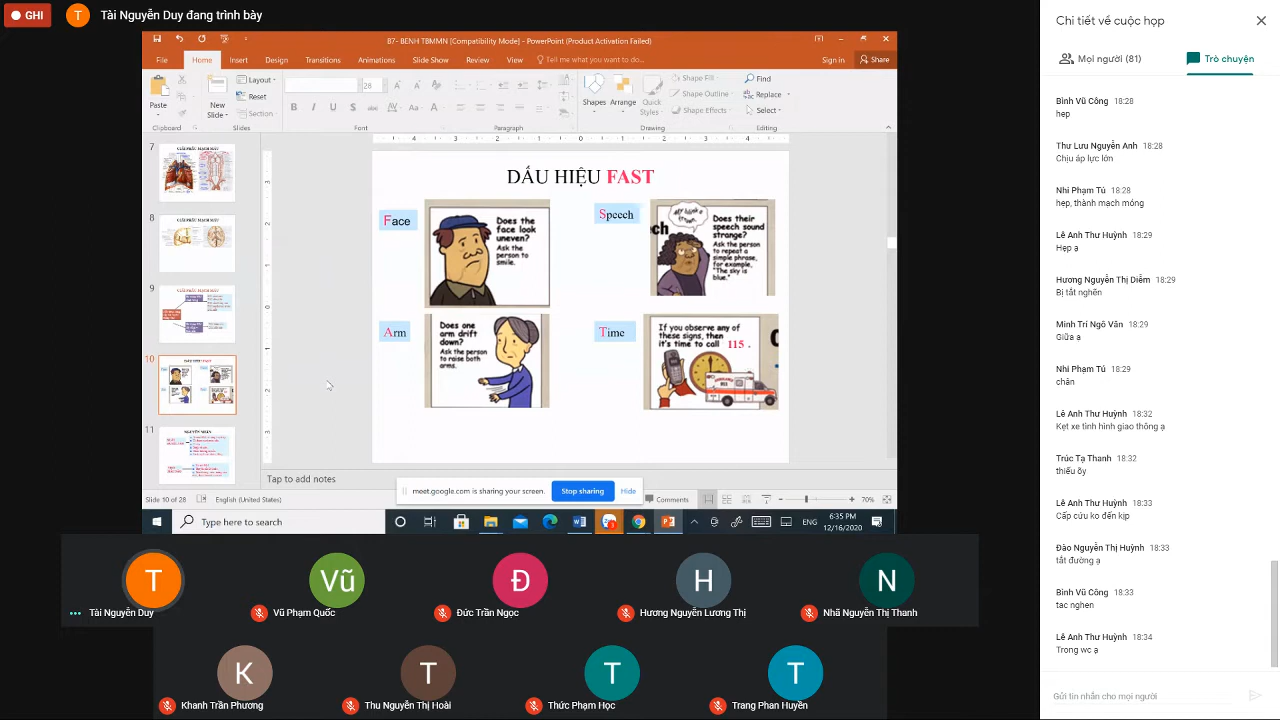 GHI
T
Tài Nguyễn Duy đang trình bày
B7- BENH TBMMN [Compatibility Mode] - PowerPoint (Product Activation Failed)
File
Home
Insert
Design
Transitions
Animations
Slide Show
Review
View
Tell me what you want to do...
Sign in
Share
Paste
New
Slide
Layout
Reset
Section
26
Shapes
Arrange
Quick
Styles
Shape Fill
Shape Outline
Shape Effects
Find
Replace
Select
Clipboard
Slides
Font
Paragraph
Drawing
Editing
7
8
9
10
11
DẤU HIỆU FAST
Face
Does the
face look
uneven?
Ask the
person to
smile.
Speech
Does their
speech sound
strange?
Ask the person
to repeat a
simple phrase,
for example,
"The sky is
blue."
Arm
Does one
arm drift
down?
Ask the person
to raise both
arms.
Time
If you observe any
of these signs, then
it's time to call 115 .
Tap to add notes
meet.google.com is sharing your screen.
Stop sharing
Hide
Slide 10 of 28
English (United States)
Comments
70%
Type here to search
ENG
6:35 PM
12/16/2020
T
Tài Nguyễn Duy
Vũ
Vũ Phạm Quốc
Đ
Đức Trần Ngọc
H
Hương Nguyễn Lương Thị
N
Nhã Nguyễn Thị Thanh
K
Khanh Trần Phương
T
Thu Nguyễn Thị Hoài
T
Thức Phạm Học
T
Trang Phan Huyền
Chi tiết về cuộc họp
Mọi người (81)
Trò chuyện
Bình Vũ Công 18:28
hẹp
Thư Lưu Nguyễn Anh 18:28
Chịu áp lực lớn
Nhi Phạm Tú 18:28
hẹp, thành mạch mỏng
Lê Anh Thư Huỳnh 18:29
Hẹp ạ
Hương Nguyễn Thị Diễm 18:29
Bị tắt nghẽn
Minh Trí Ngô Văn 18:29
Giữa ạ
Nhi Phạm Tú 18:29
chân
Lê Anh Thư Huỳnh 18:32
Kẹt xe tình hình giao thông ạ
Trúc Tạ Thanh 18:32
thiếu 0y
Lê Anh Thư Huỳnh 18:33
Cấp cứu ko đến kịp
Đào Nguyễn Thị Huỳnh 18:33
tắt đường ạ
Bình Vũ Công 18:33
tac nghen
Lê Anh Thư Huỳnh 18:34
Trong wc ạ
Gửi tin nhắn cho mọi người